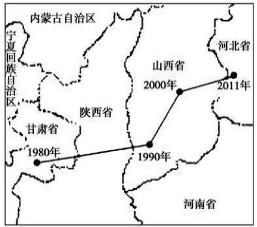 内蒙古自治区
宁夏回族自治区
河北省
山西省
2000年
2011年
陕西省
甘肃省
1980年
1990年
河南省